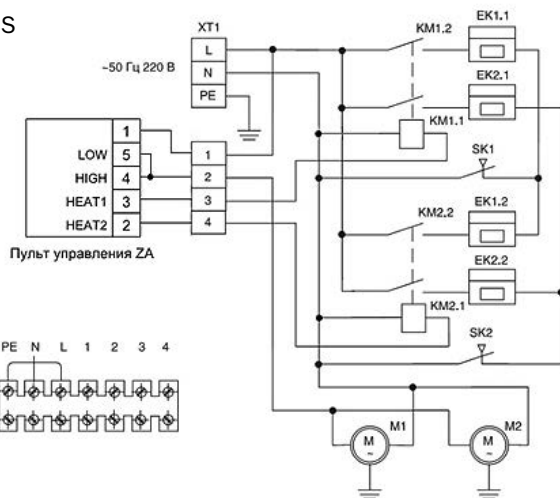 S
XT1
L
N
PE
~50 Гц 220 В
KM1.2
EK1.1
EK2.1
KM1.1
SK1
1
LOW 5
HIGH 4
HEAT1 3
HEAT2 2
1
2
3
4
Пульт управления ZA
EK1.2
KM2.2
EK2.2
KM2.1
SK2
PE N L 1 2 3 4
M
~
M1
M
~
M2